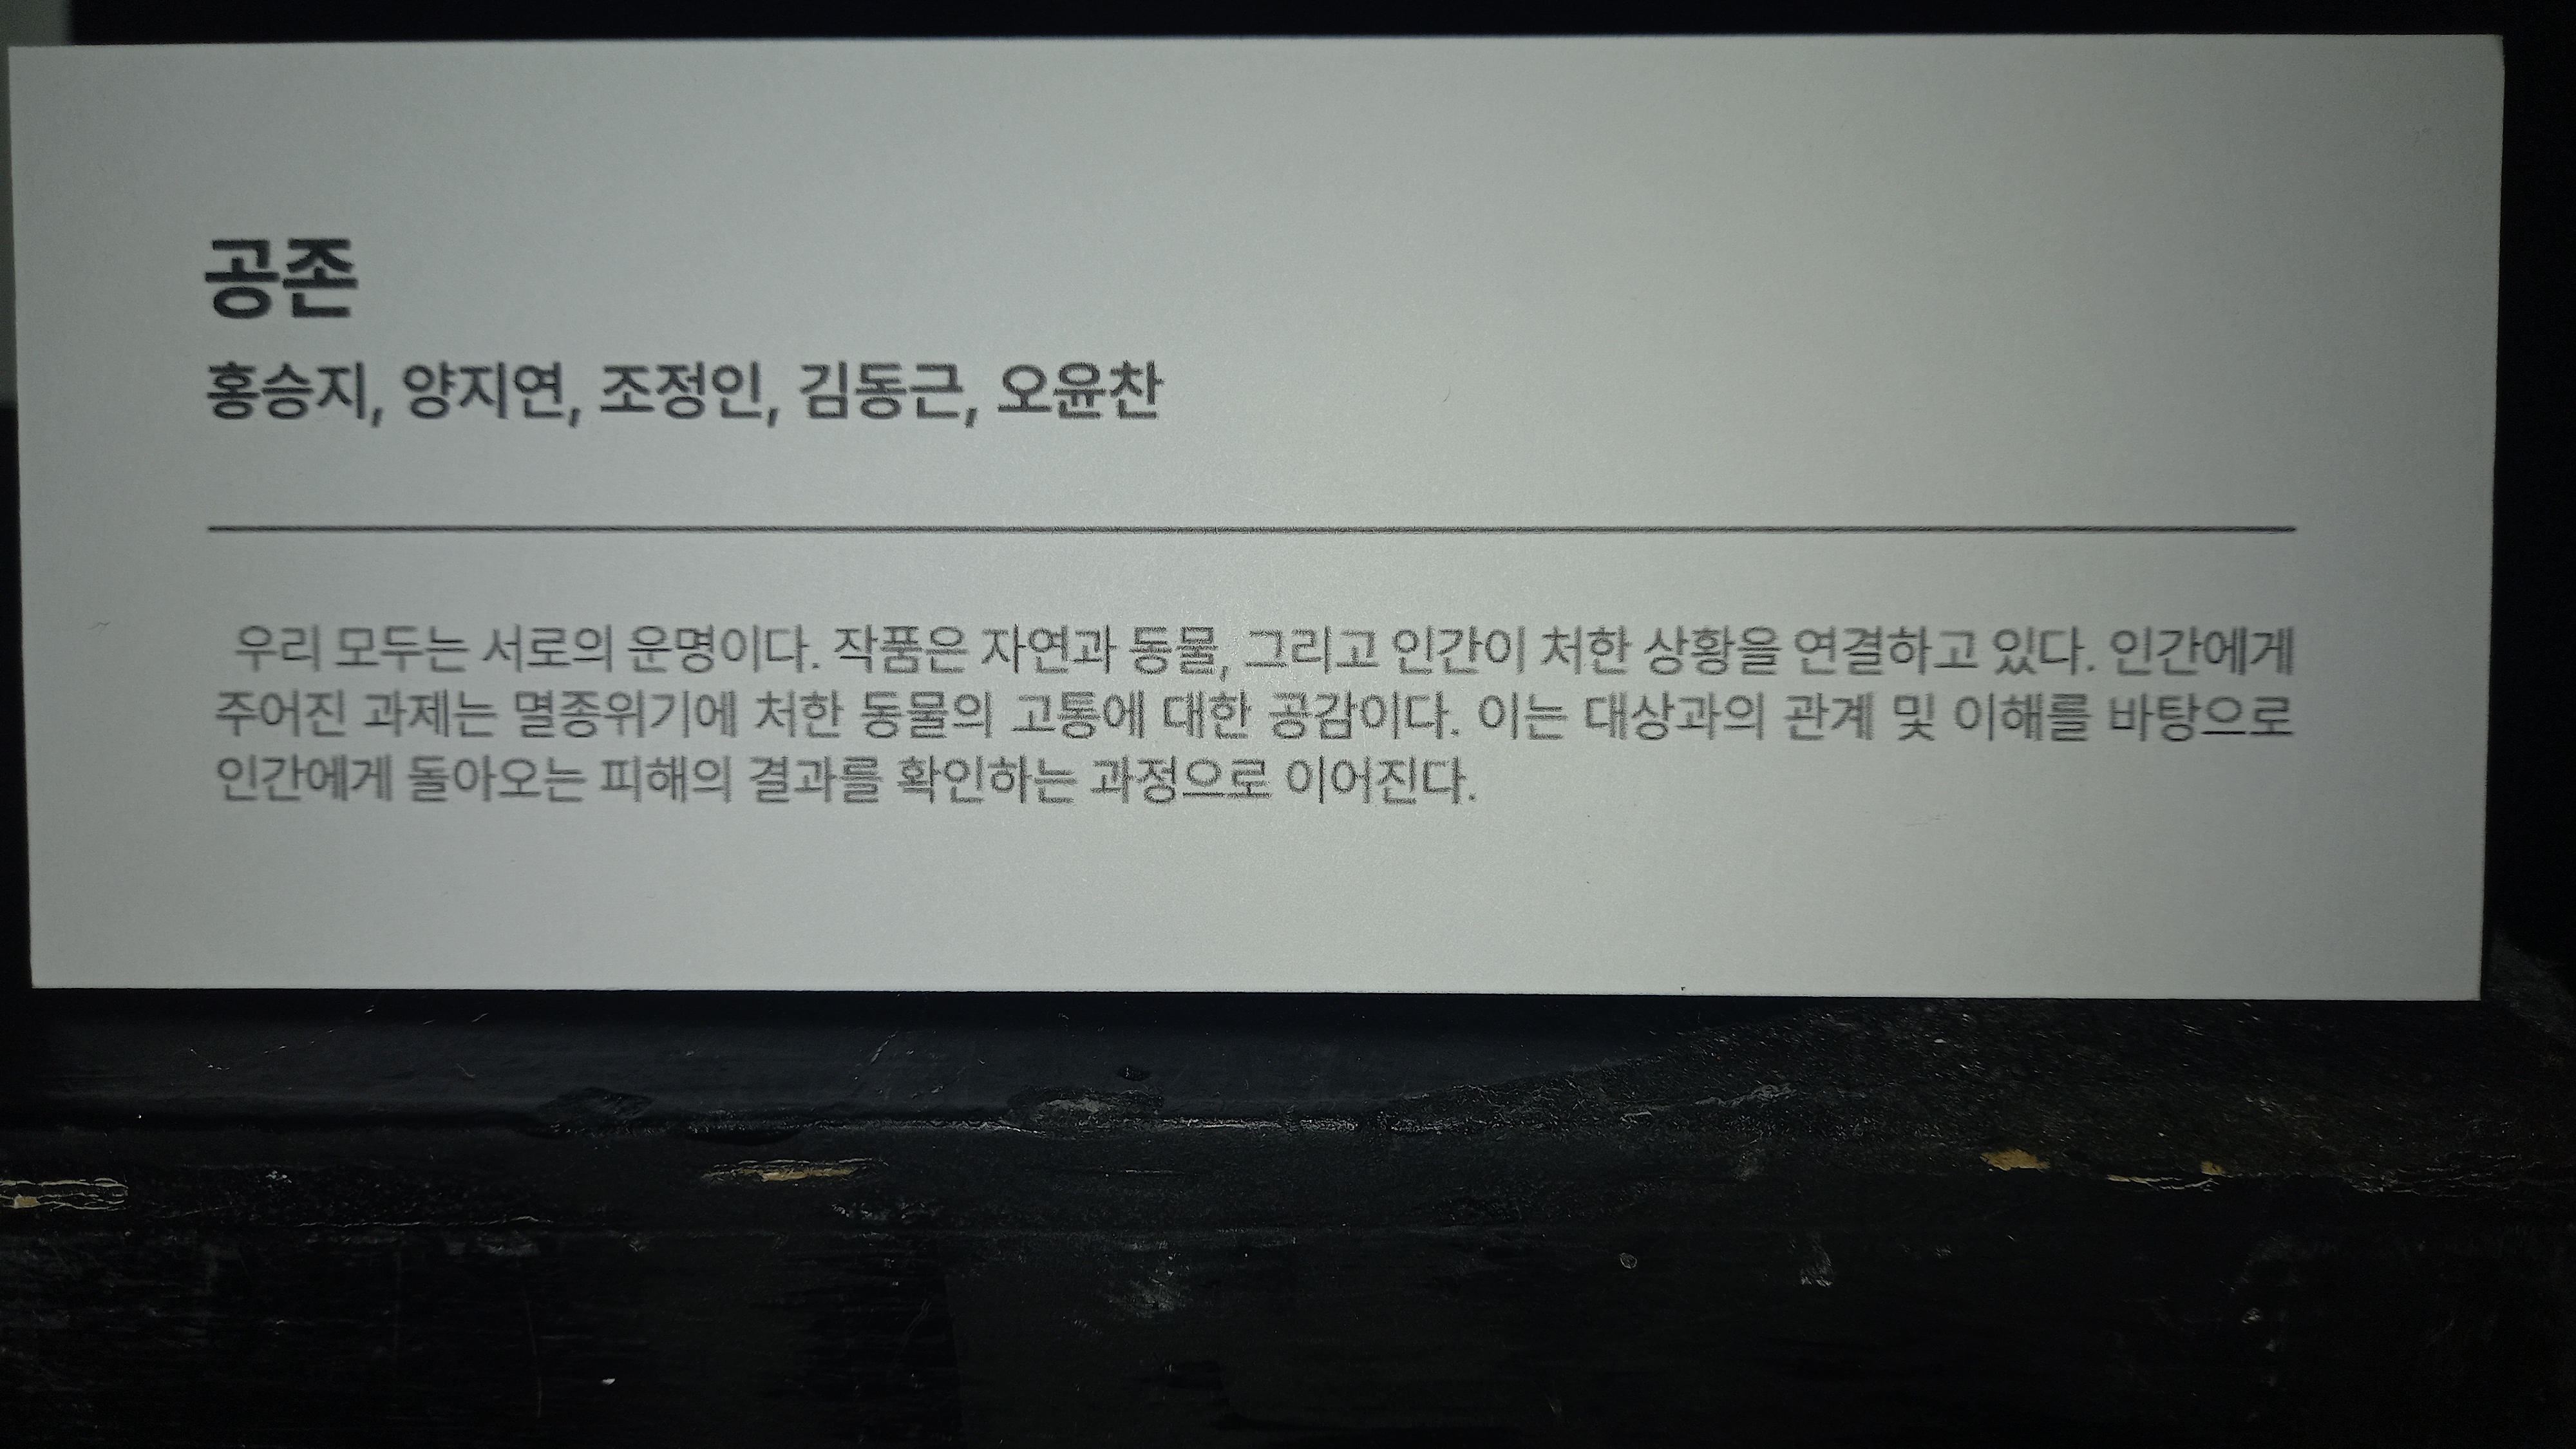 공존
홍승지, 양지연, 조정인, 김동근, 오윤찬
우리 모두는 서로의 운명이다. 작품은 자연과 동물, 그리고 인간이 처한 상황을 연결하고 있다. 인간에게
주어진 과제는 멸종위기에 처한 동물의 고통에 대한 공감이다. 이는 대상과의 관계 및 이해를 바탕으로
인간에게 돌아오는 피해의 결과를 확인하는 과정으로 이어진다.